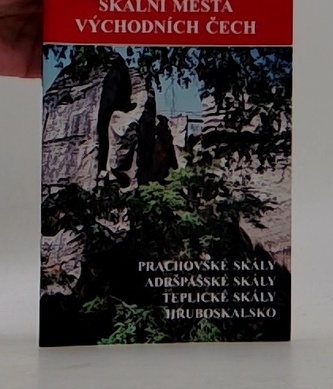 SKALNÍ MĚSTA
VÝCHODNÍCH ČECH
PRACHOVSKÉ SKÁLY
ADRŠPAŠSKÉ SKÁLY
TEPLICKÉ SKÁLY
HRUBOSKALSKO